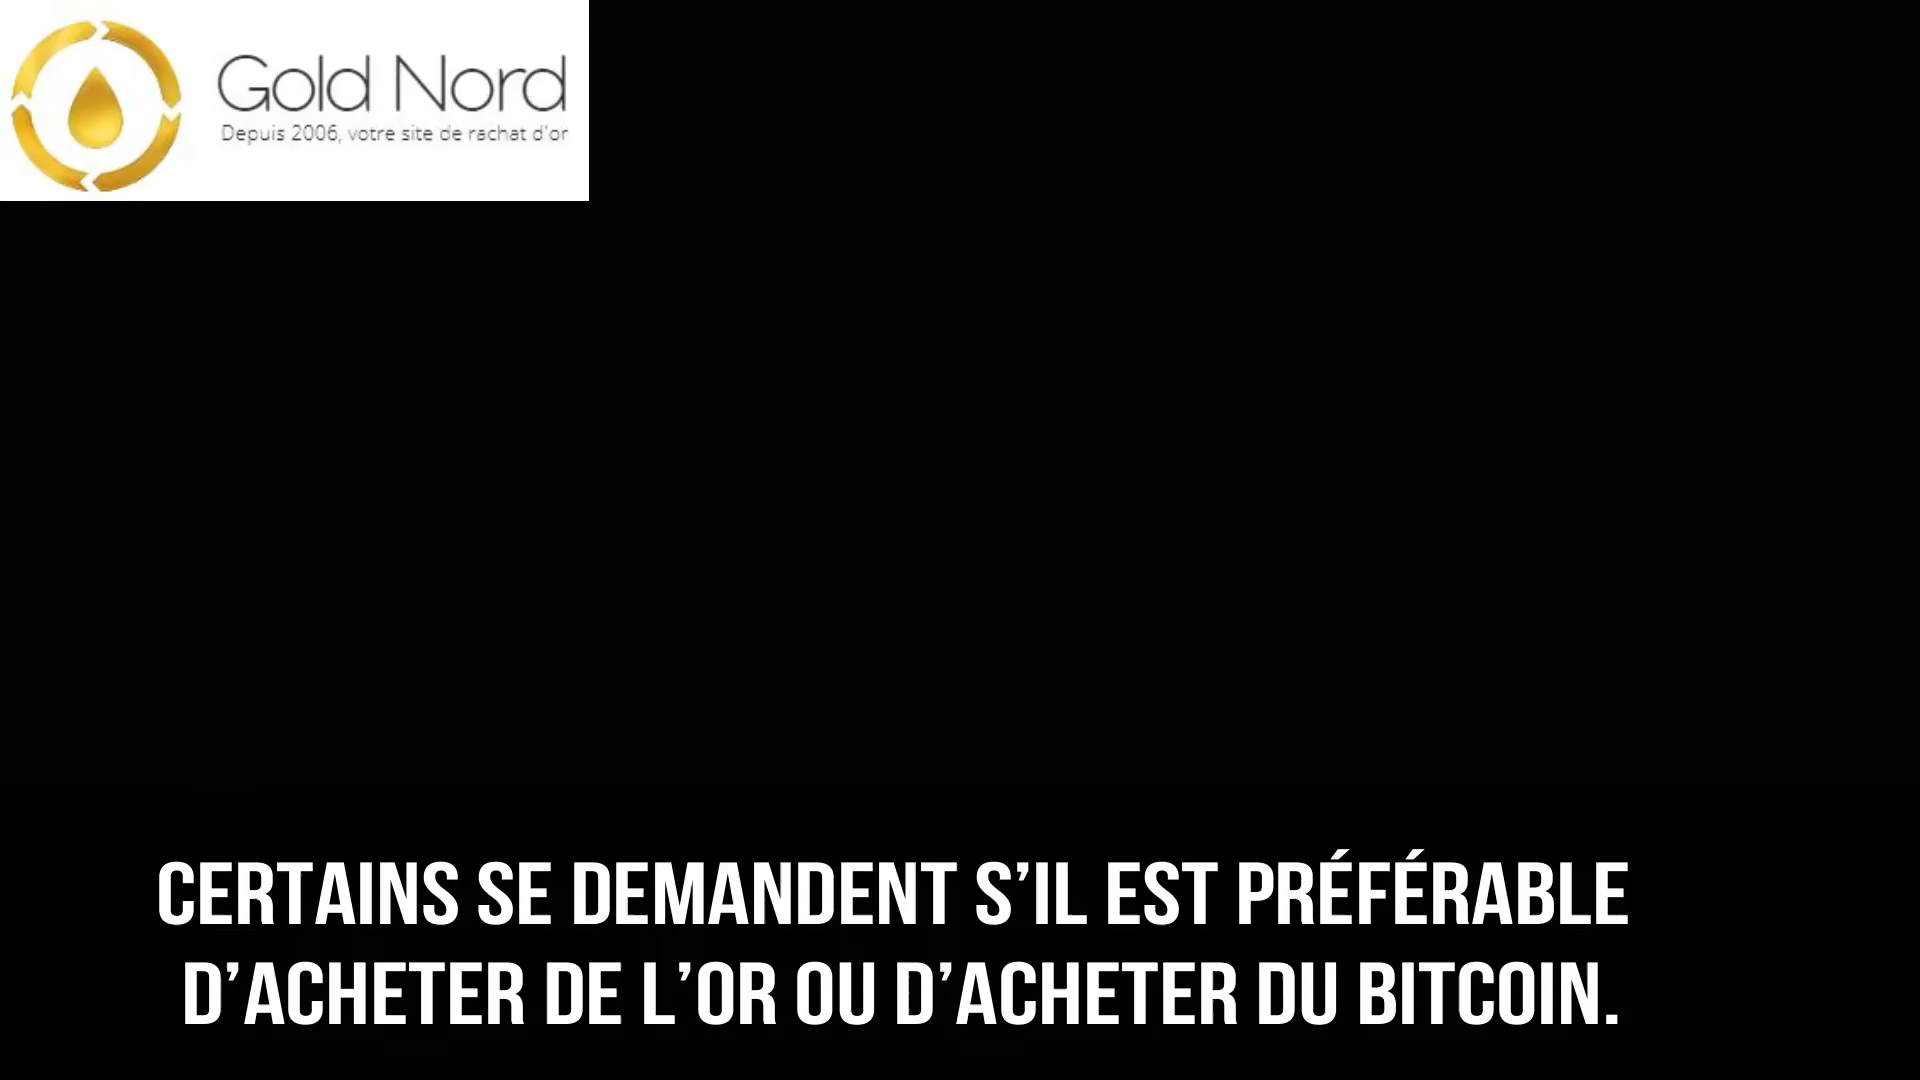 Gold Nord
Depuis 2006, votre site de rachat d'or
CERTAINS SE DEMANDENT S’IL EST PRÉFÉRABLE
D’ACHETER DE L’OR OU D’ACHETER DU BITCOIN.